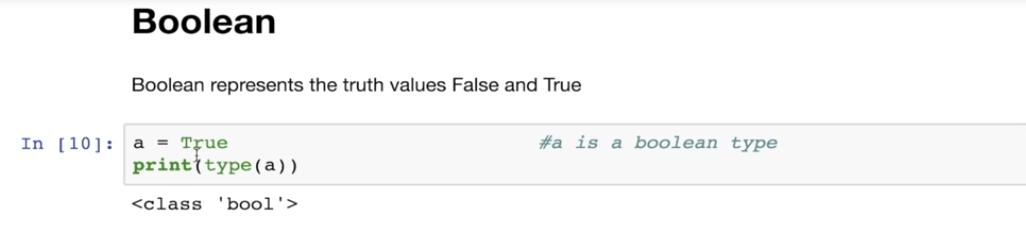 Boolean
Boolean represents the truth values False and True
In [10]: a = True #a is a boolean type
print(type(a))
<class 'bool'>